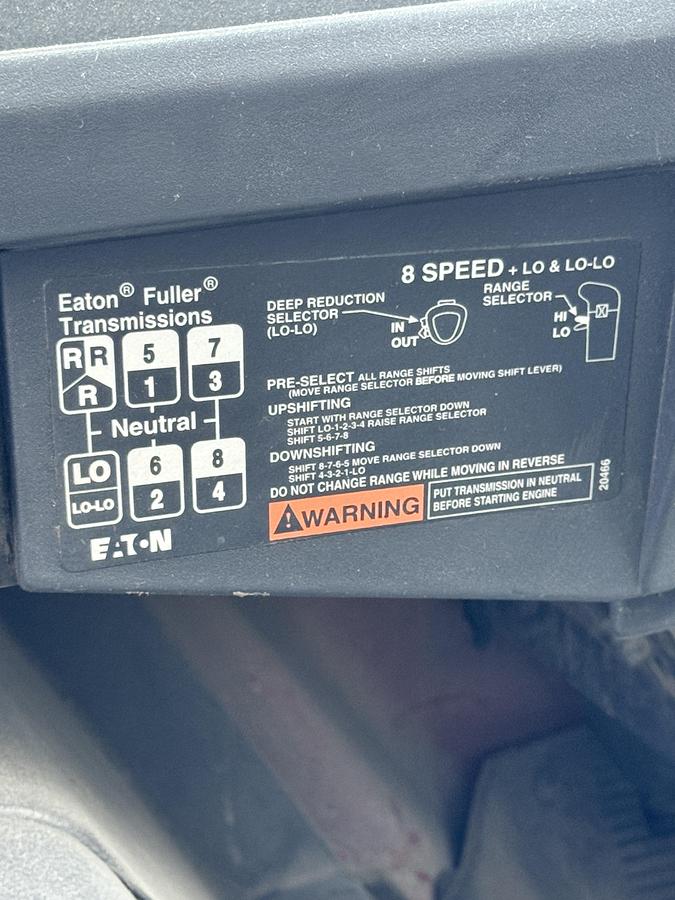 Eaton® Fuller®
Transmissions
R R 5 7
R 1 3
Neutral
LO 6 8
LO-LO 2 4
EATON
8 SPEED + LO & LO-LO
DEEP REDUCTION
SELECTOR
(LO-LO)
IN
OUT
RANGE
SELECTOR
HI
LO
PRE-SELECT ALL RANGE SHIFTS
(MOVE RANGE SELECTOR BEFORE MOVING SHIFT LEVER)
UPSHIFTING
START WITH RANGE SELECTOR DOWN
SHIFT LO-1-2-3-4 RAISE RANGE SELECTOR
SHIFT 5-6-7-8
DOWNSHIFTING
SHIFT 8-7-6-5 MOVE RANGE SELECTOR DOWN
SHIFT 4-3-2-1-LO
DO NOT CHANGE RANGE WHILE MOVING IN REVERSE
WARNING
PUT TRANSMISSION IN NEUTRAL
BEFORE STARTING ENGINE
20466